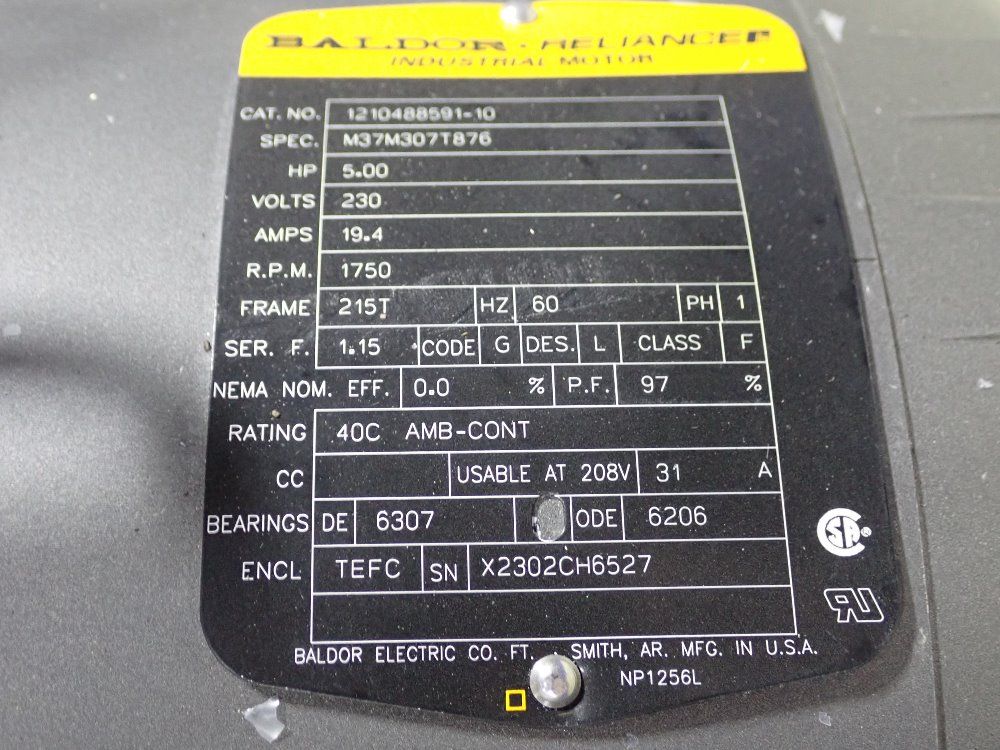 BALDOR · RELIANCE
INDUSTRIAL MOTOR
CAT. NO. 1210488591-10
SPEC. M37M307T876
HP 5.00
VOLTS 230
AMPS 19.4
R.P.M. 1750
FRAME 215T HZ 60 PH 1
SER. F. 1.15 CODE G DES. L CLASS F
NEMA NOM. EFF. 0.0 % P.F. 97 %
RATING 40C AMB-CONT
CC USABLE AT 208V 31 A
BEARINGS DE 6307 ODE 6206
ENCL TEFC SN X2302CH6527
BALDOR ELECTRIC CO. FT. SMITH, AR. MFG. IN U.S.A.
NP1256L
SA®
RU